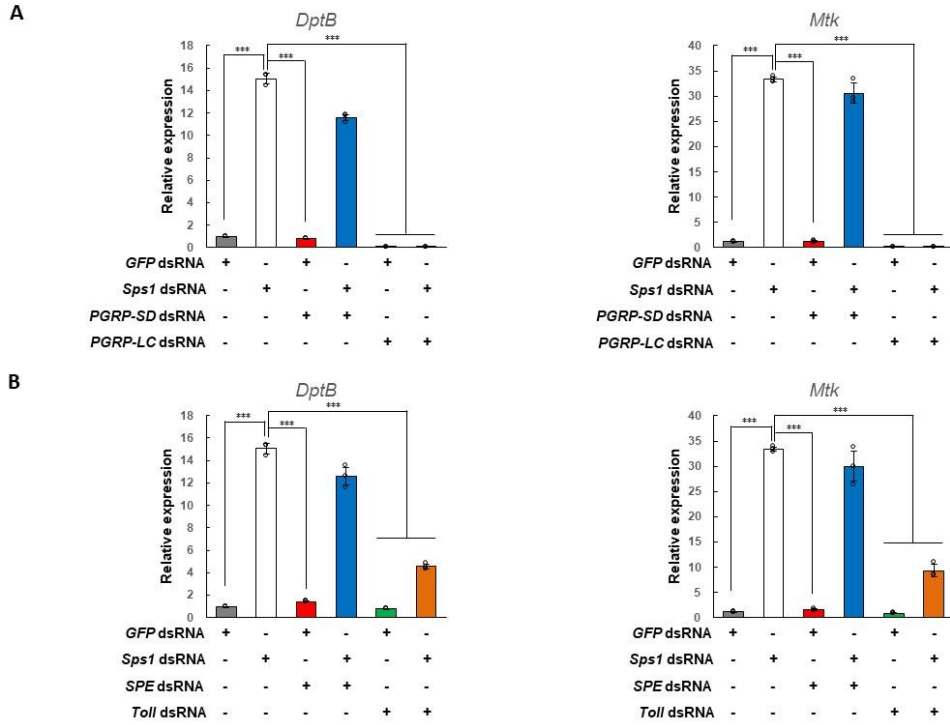 A
DptB
Mtk
*** *** ***
*** *** ***
Relative expression
18
16
14
12
10
8
6
4
2
0
Relative expression
40
35
30
25
20
15
10
5
0
GFP dsRNA + - + - + -
Sps1 dsRNA - + - + - +
PGRP-SD dsRNA - - + + - -
PGRP-LC dsRNA - - - - + +
GFP dsRNA + - + - + -
Sps1 dsRNA - + - + - +
PGRP-SD dsRNA - - + + - -
PGRP-LC dsRNA - - - - + +
B
DptB
Mtk
*** *** ***
*** *** ***
Relative expression
18
16
14
12
10
8
6
4
2
0
Relative expression
40
35
30
25
20
15
10
5
0
GFP dsRNA + - + - + -
Sps1 dsRNA - + - + - +
SPE dsRNA - - + + - -
Toll dsRNA - - - - + +
GFP dsRNA + - + - + -
Sps1 dsRNA - + - + - +
SPE dsRNA - - + + - -
Toll dsRNA - - - - + +